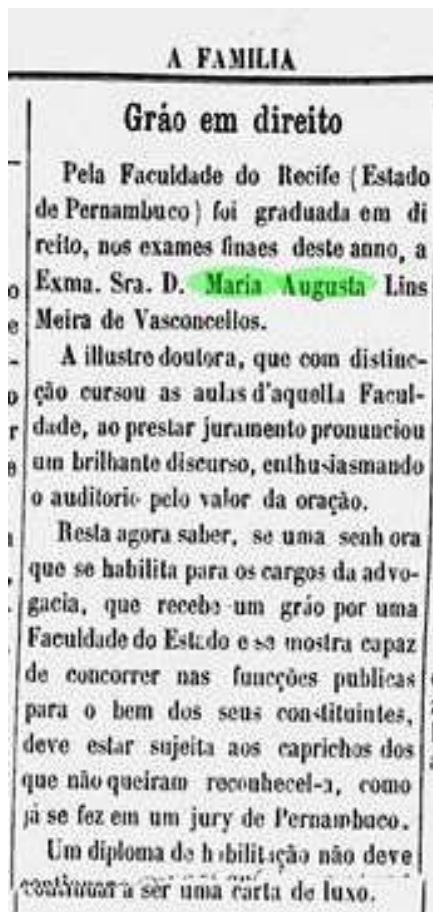 A FAMILIA
Gráo em direito
Pela Faculdade do Recife (Estado
de Pernambuco) foi graduada em di
reito, nos exames finaes deste anno, a
Exma. Sra. D. Maria Augusta Lins
Meira de Vasconcellos.
A illustre doutora, que com distinc-
ção cursou as aulas d'aquella Facul-
dade, ao prestar juramento pronunciou
um brilhante discurso, enthusiasmando
o auditorio pelo valor da oração.
Resta agora saber, se uma senhora
que se habilita para os cargos da advo-
gacia, que recebe um gráo por uma
Faculdade do Estado e se mostra capaz
de concorrer nas funcções publicas
para o bem dos seus constituintes,
deve estar sujeita aos caprichos dos
que não queiram reconhecel-a, como
já se fez em um jury de Pernambuco.
Um diploma de habilitação não deve
continuar a ser uma carta de luxo.